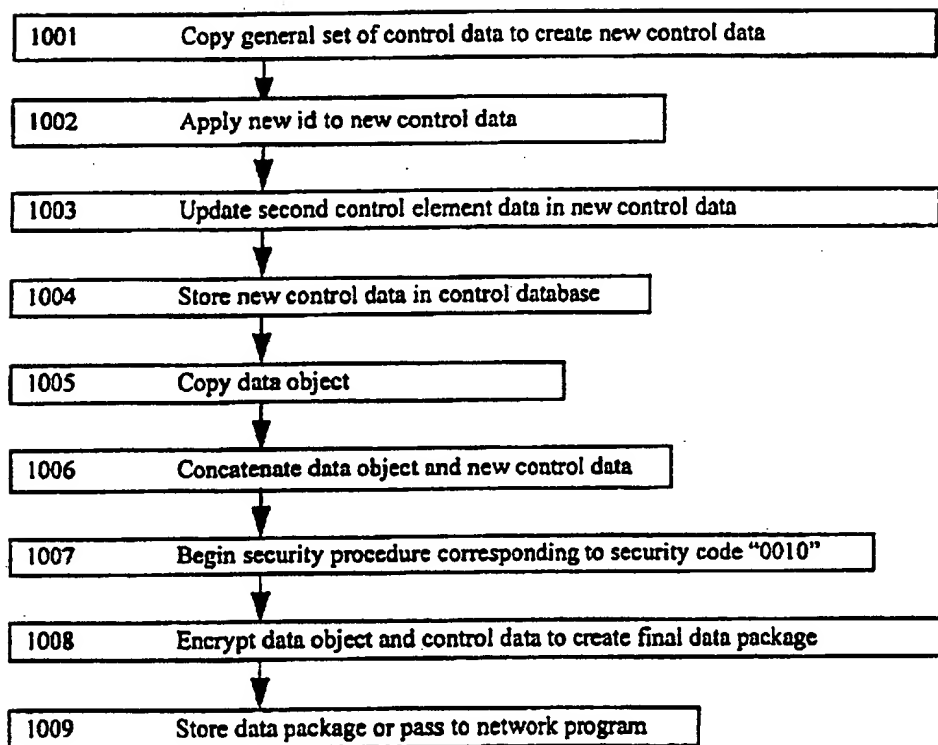 1001 Copy general set of control data to create new control data
1002 Apply new id to new control data
1003 Update second control element data in new control data
1004 Store new control data in control database
1005 Copy data object
1006 Concatenate data object and new control data
1007 Begin security procedure corresponding to security code “0010”
1008 Encrypt data object and control data to create final data package
1009 Store data package or pass to network program